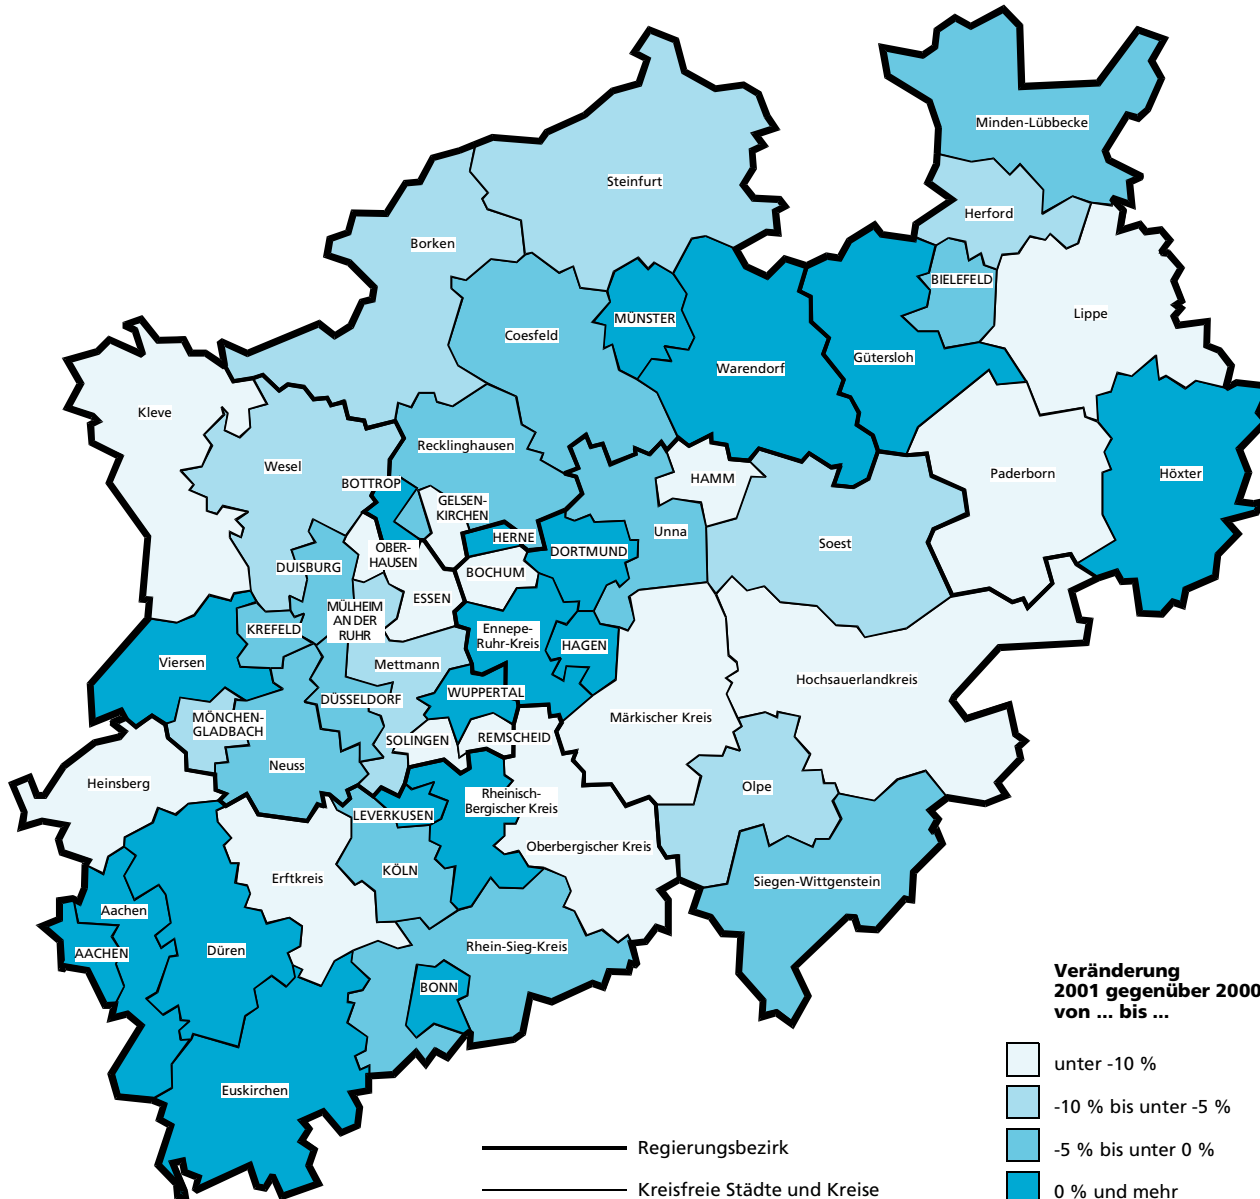 Minden-Lübbecke
Steinfurt
Herford
Borken
BIELEFELD
Lippe
MÜNSTER
Coesfeld
Gütersloh
Warendorf
Kleve
Recklinghausen
Wesel
Paderborn
Höxter
HAMM
BOTTROP
GELSEN-
KIRCHEN
Unna
HERNE
Soest
OBER-
HAUSEN
DORTMUND
DUISBURG
BOCHUM
ESSEN
MÜLHEIM
AN DER
RUHR
KREFELD
Ennepe-
Ruhr-Kreis
HAGEN
Viersen
Mettmann
Hochsauerlandkreis
WUPPERTAL
DÜSSELDORF
MÖNCHEN-
GLADBACH
Märkischer Kreis
SOLINGEN
REMSCHEID
Neuss
Heinsberg
Olpe
Rheinisch-
Bergischer Kreis
LEVERKUSEN
Oberbergischer Kreis
KÖLN
Erftkreis
Siegen-Wittgenstein
Aachen
Rhein-Sieg-Kreis
AACHEN
Düren
BONN
Euskirchen
Veränderung
2001 gegenüber 2000
von ... bis ...
unter -10 %
-10 % bis unter -5 %
-5 % bis unter 0 %
0 % und mehr
Regierungsbezirk
Kreisfreie Städte und Kreise